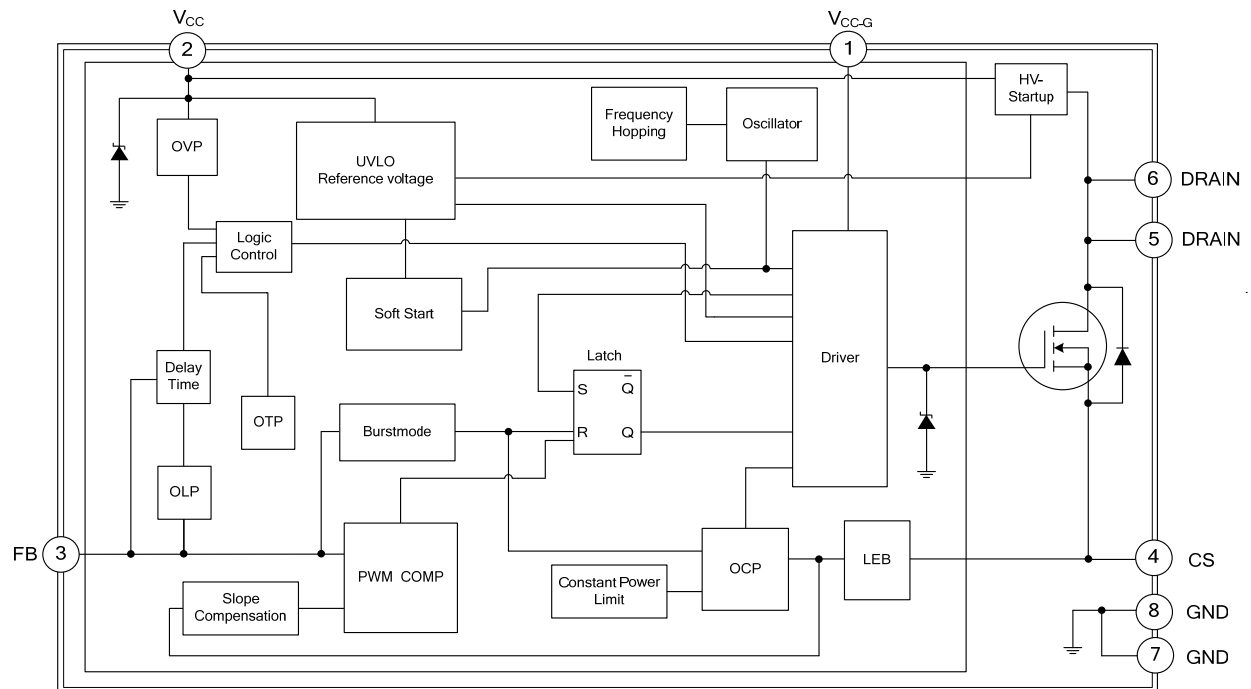 VCC
VCC-G
2
1
HV-
Startup
Frequency
Hopping
Oscillator
OVP
UVLO
Reference voltage
6
DRAIN
5
DRAIN
Logic
Control
Soft Start
Driver
Latch
Delay
Time
S
Q̅
OTP
Burstmode
R
Q
OLP
FB
3
PWM COMP
OCP
LEB
4
CS
Constant Power
Limit
Slope
Compensation
8
GND
7
GND